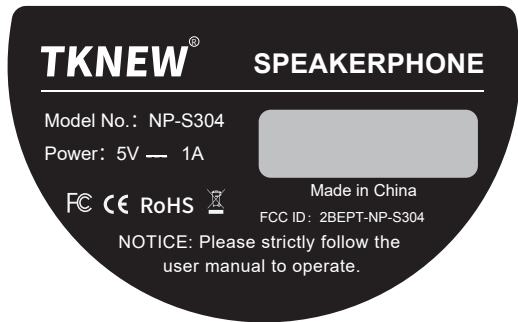 TKNEW®
SPEAKERPHONE
Model No.: NP-S304
Power: 5V ⎓ 1A
FC CE RoHS
Made in China
FCC ID: 2BEPT-NP-S304
NOTICE: Please strictly follow the
user manual to operate.